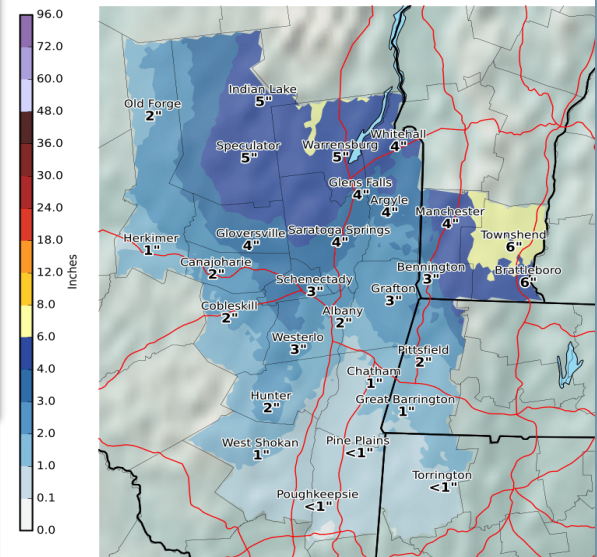 96.0
72.0
60.0
48.0
36.0
30.0
24.0
18.0
12.0
8.0
6.0
4.0
3.0
2.0
1.0
0.1
0.0
Inches
Old Forge
2"
Indian Lake
5"
Speculator
5"
Warrensburg
5"
Whitehall
4"
Glens Falls
4"
Argyle
4"
Manchester
4"
Townshend
6"
Herkimer
1"
Gloversville
4"
Saratoga Springs
4"
Canajoharie
2"
Schenectady
3"
Bennington
3"
Brattleboro
6"
Grafton
3"
Cobleskill
2"
Albany
2"
Westerlo
3"
Pittsfield
2"
Chatham
1"
Hunter
2"
Great Barrington
1"
West Shokan
1"
Pine Plains
<1"
Torrington
<1"
Poughkeepsie
<1"